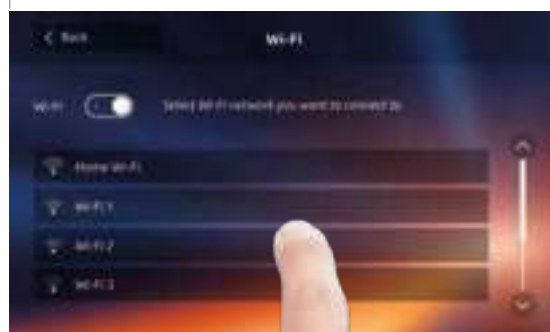 Back
Wi-Fi
Wi-Fi
Select Wi-Fi network you want to connect to
Home Wi-Fi
Wi-Fi 1
Wi-Fi 2
Wi-Fi 3